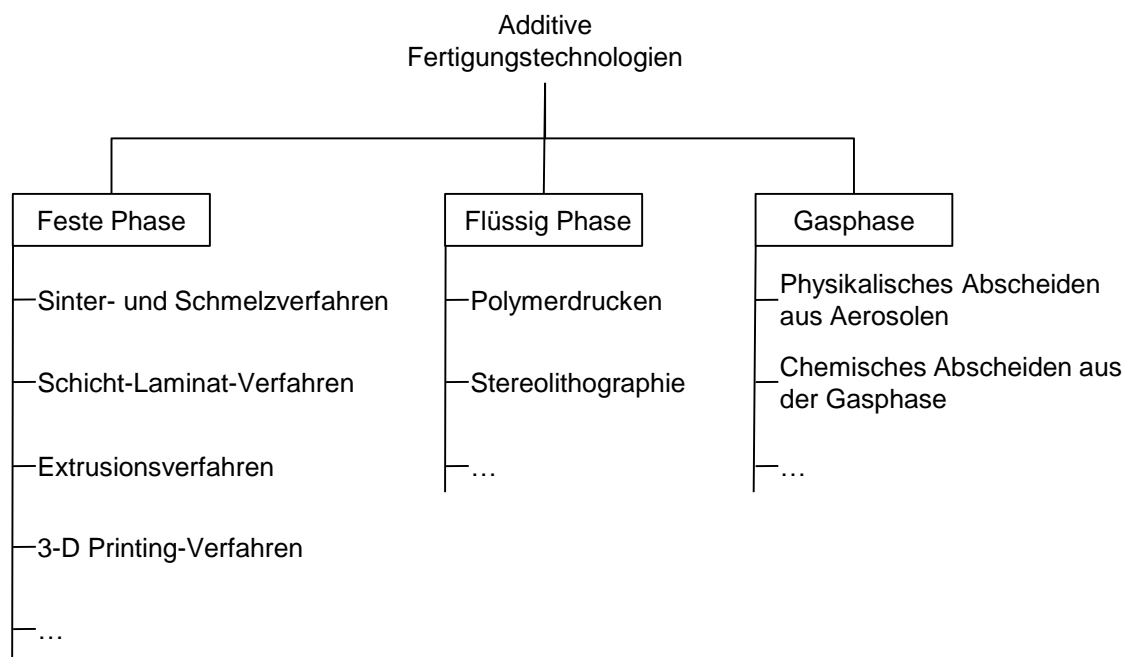 Additive
Fertigungstechnologien
Feste Phase
Sinter- und Schmelzverfahren
Schicht-Laminat-Verfahren
Extrusionsverfahren
3-D Printing-Verfahren
…
Flüssig Phase
Polymerdrucken
Stereolithographie
…
Gasphase
Physikalisches Abscheiden
aus Aerosolen
Chemisches Abscheiden aus
der Gasphase
…